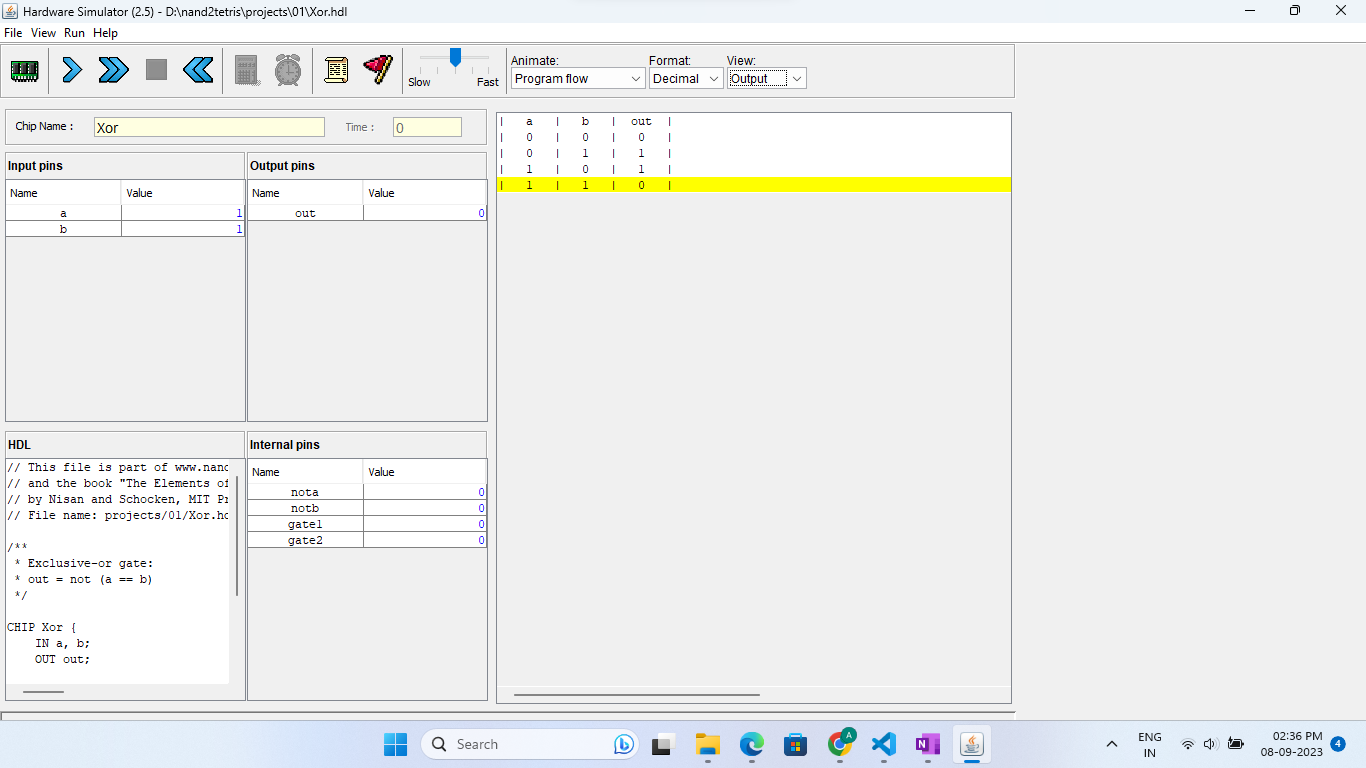 Hardware Simulator (2.5) - D:\nand2tetris\projects\01\Xor.hdl
File View Run Help
Animate: Format: View:
Slow Fast Program flow Decimal Output
Chip Name : Xor Time : 0
Input pins
Name Value
a 1
b 1
Output pins
Name Value
out 0
| a | b | out |
| 0 | 0 | 0 |
| 0 | 1 | 1 |
| 1 | 0 | 1 |
| 1 | 1 | 0 |
HDL
// This file is part of www.nand
// and the book "The Elements of
// by Nisan and Schocken, MIT Pr
// File name: projects/01/Xor.hd
/**
* Exclusive-or gate:
* out = not (a == b)
*/
CHIP Xor {
IN a, b;
OUT out;
Internal pins
Name Value
nota 0
notb 0
gate1 0
gate2 0
Search
A
N
ENG
IN
02:36 PM
08-09-2023
4